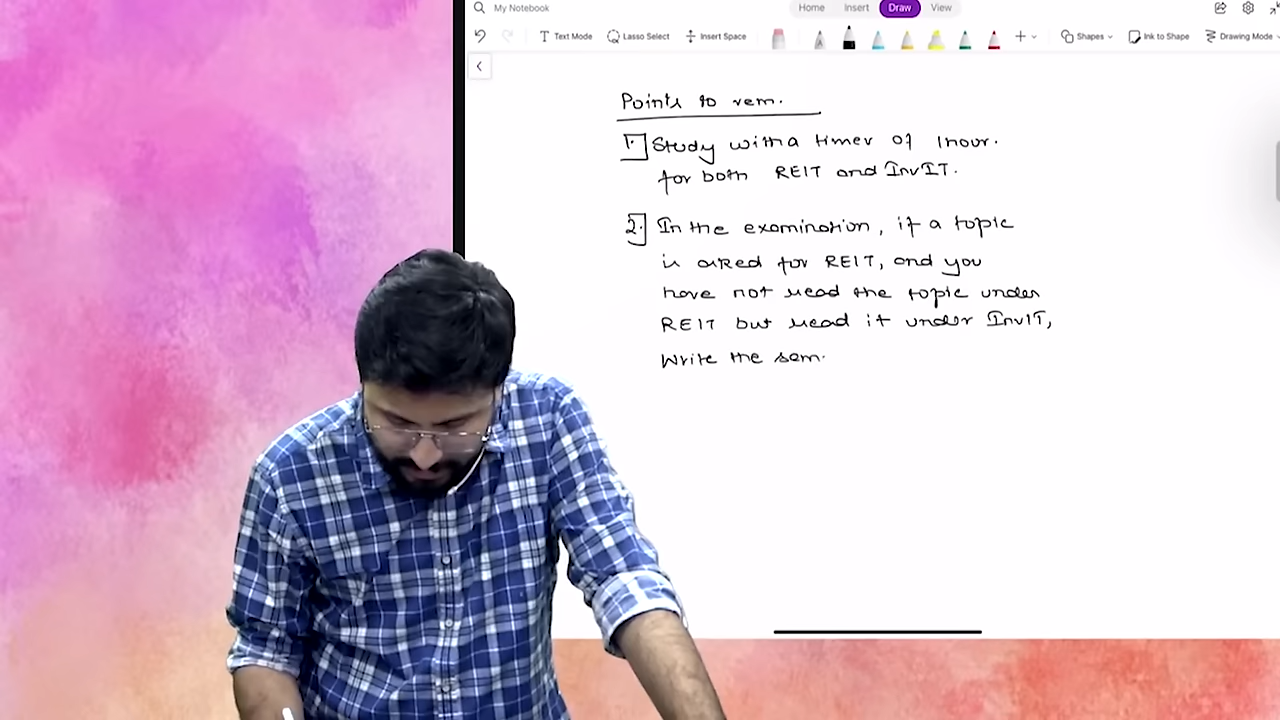 My Notebook
Home Insert Draw View
Text Mode Lasso Select Insert Space Shapes Ink to Shape Drawing Mode
Points to rem.
1. Study with a timer of 1hour.
for both REIT and InvIT.
2. In the examination, if a topic
is asked for REIT, and you
have not read the topic under
REIT but read it under InvIT,
Write the sam.